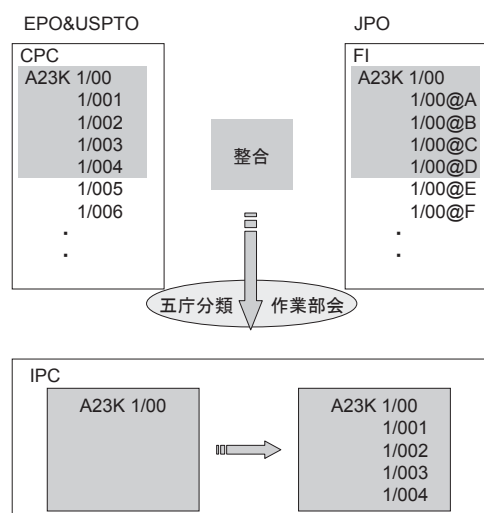 EPO&USPTO
CPC
A23K 1/00
1/001
1/002
1/003
1/004
1/005
1/006
.
.
整合
JPO
FI
A23K 1/00
1/00@A
1/00@B
1/00@C
1/00@D
1/00@E
1/00@F
.
.
五庁分類 作業部会
IPC
A23K 1/00
A23K 1/00
1/001
1/002
1/003
1/004